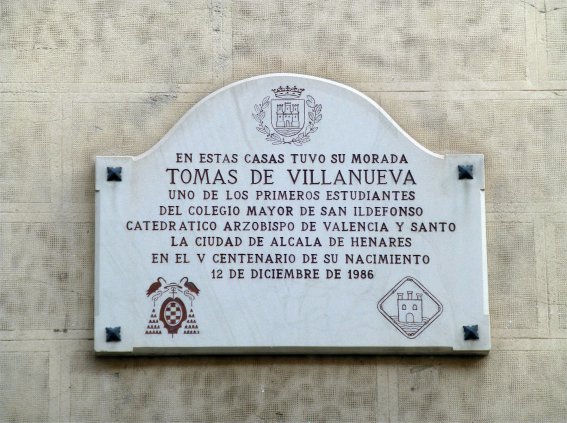 EN ESTAS CASAS TUVO SU MORADA
TOMAS DE VILLANUEVA
UNO DE LOS PRIMEROS ESTUDIANTES
DEL COLEGIO MAYOR DE SAN ILDEFONSO
CATEDRATICO ARZOBISPO DE VALENCIA Y SANTO
LA CIUDAD DE ALCALA DE HENARES
EN EL V CENTENARIO DE SU NACIMIENTO
12 DE DICIEMBRE DE 1986